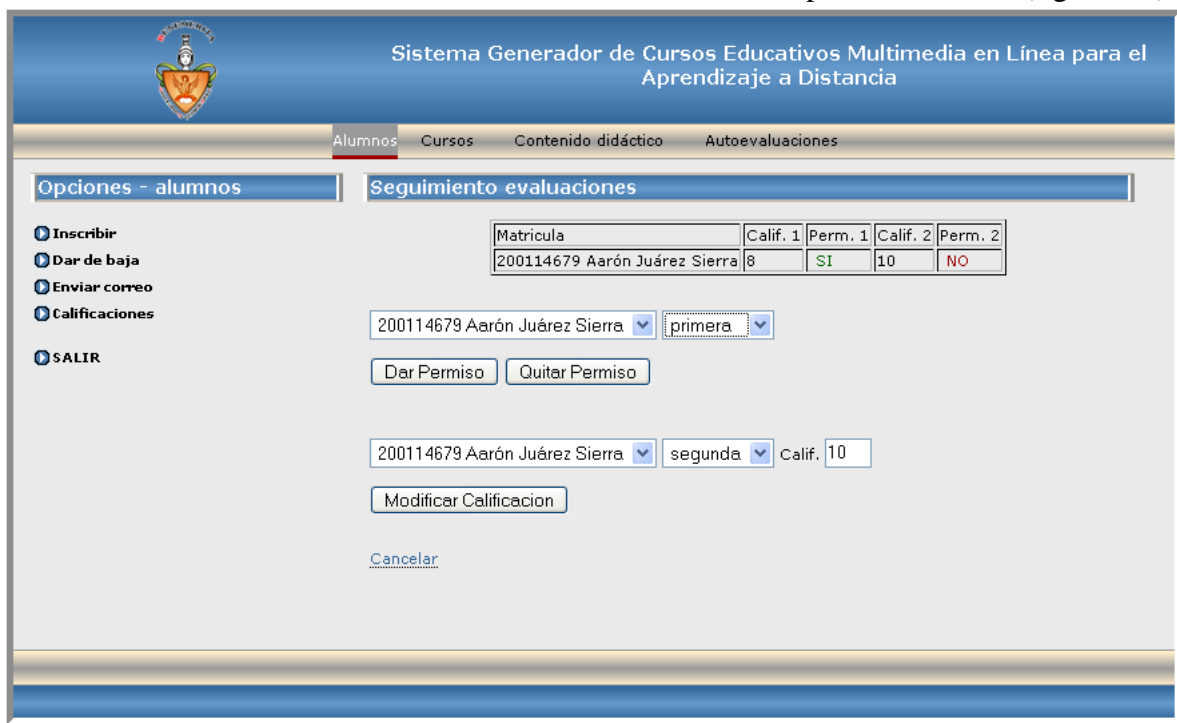 Sistema Generador de Cursos Educativos Multimedia en Línea para el
Aprendizaje a Distancia
Alumnos Cursos Contenido didáctico Autoevaluaciones
Opciones - alumnos
Inscribir
Dar de baja
Enviar correo
Calificaciones
SALIR
Seguimiento evaluaciones
Matricula Calif. 1 Perm. 1 Calif. 2 Perm. 2
200114679 Aarón Juárez Sierra 8 SI 10 NO
200114679 Aarón Juárez Sierra primera
Dar Permiso Quitar Permiso
200114679 Aarón Juárez Sierra segunda Calif. 10
Modificar Calificacion
Cancelar